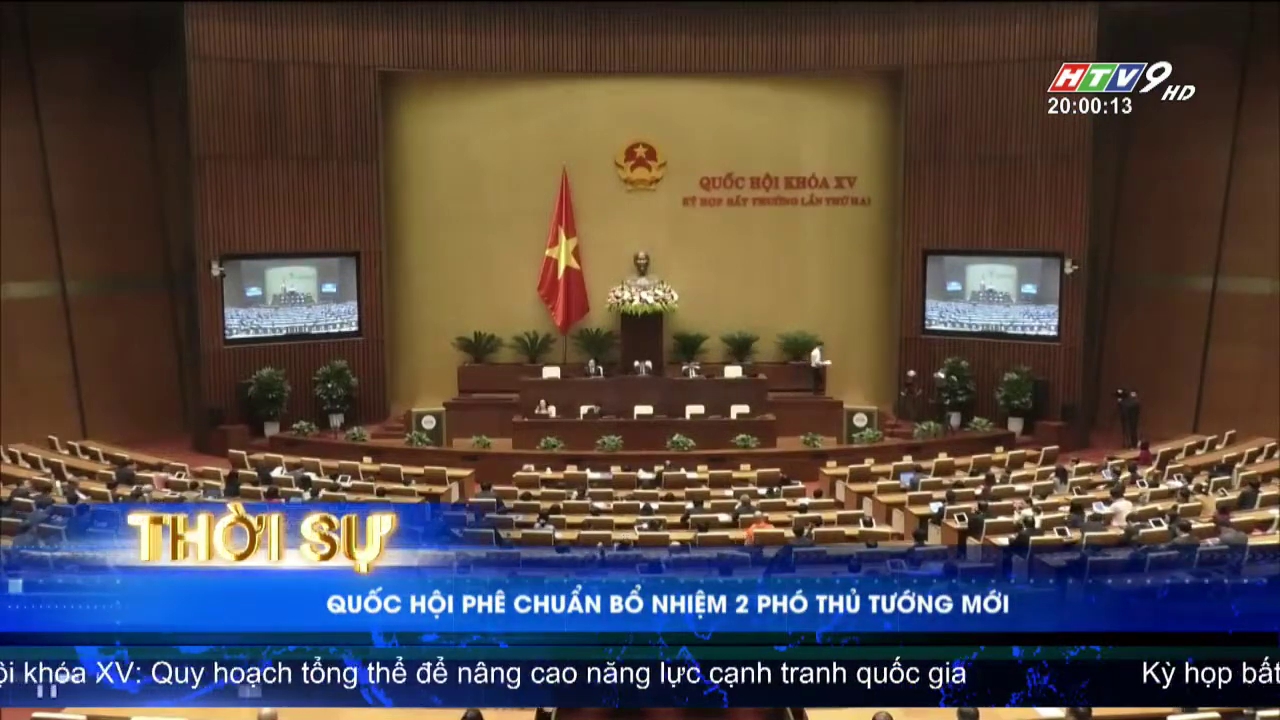 HTV9 HD
20:00:13
QUỐC HỘI KHÓA XV
KỲ HỌP BẤT THƯỜNG LẦN THỨ HAI
THỜI SỰ
QUỐC HỘI PHÊ CHUẨN BỔ NHIỆM 2 PHÓ THỦ TƯỚNG MỚI
ội khóa XV: Quy hoạch tổng thể để nâng cao năng lực cạnh tranh quốc gia
Kỳ họp bất